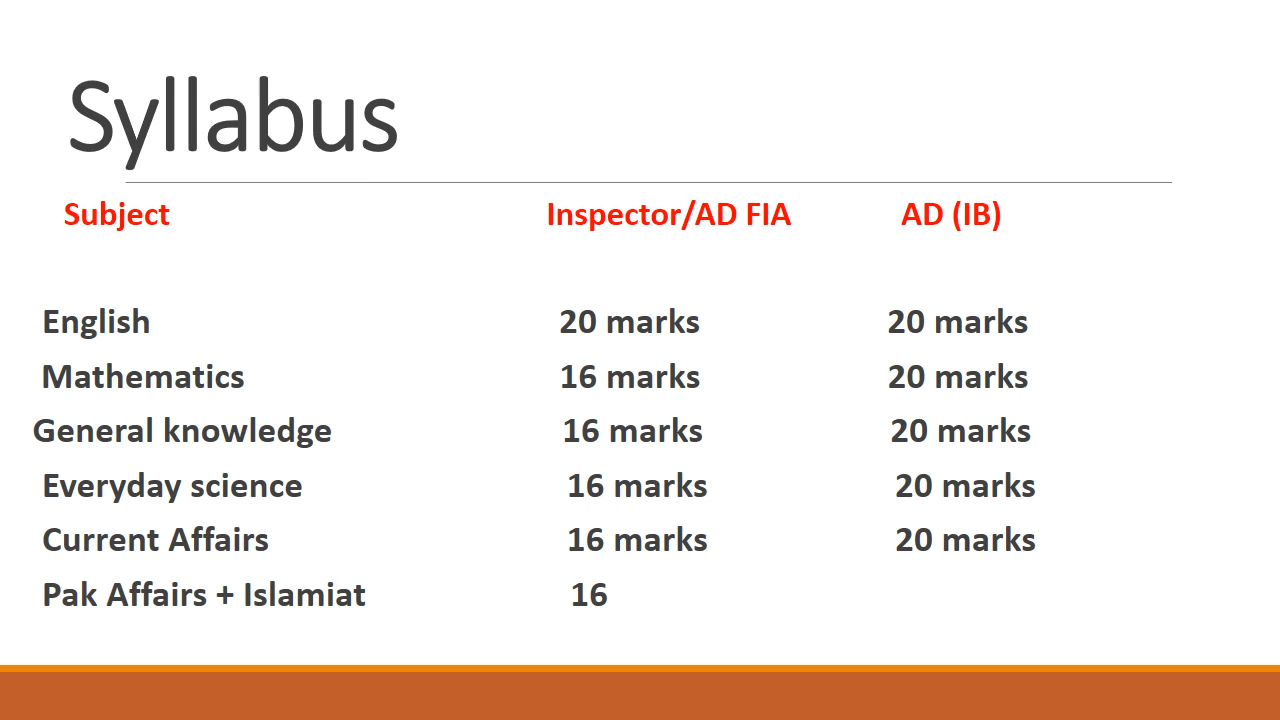 Syllabus
Subject Inspector/AD FIA AD (IB)
English 20 marks 20 marks
Mathematics 16 marks 20 marks
General knowledge 16 marks 20 marks
Everyday science 16 marks 20 marks
Current Affairs 16 marks 20 marks
Pak Affairs + Islamiat 16